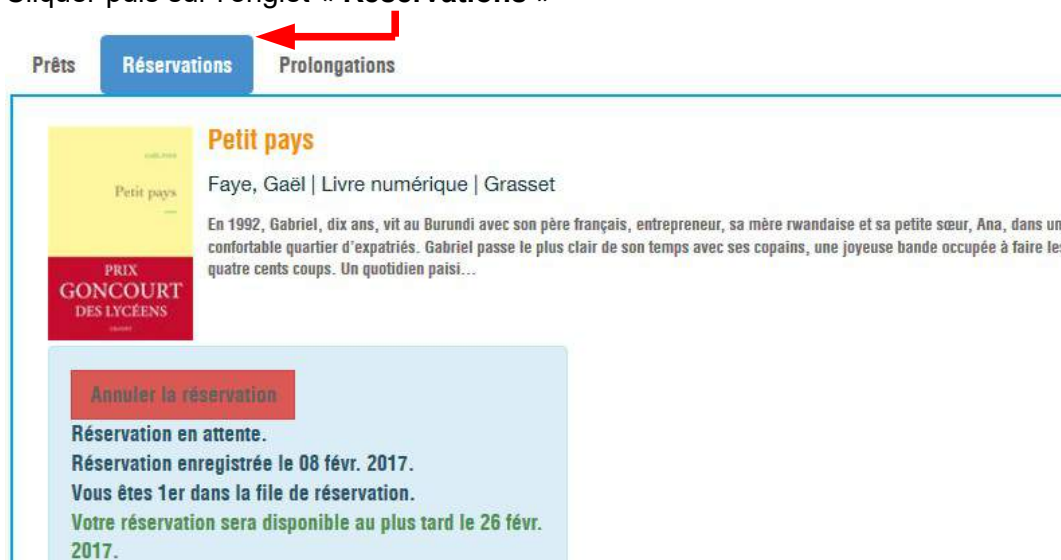 Cliquer puis sur l'onglet « Réservations »
Prêts Réservations Prolongations
Petit pays
Faye, Gaël | Livre numérique | Grasset
En 1992, Gabriel, dix ans, vit au Burundi avec son père français, entrepreneur, sa mère rwandaise et sa petite sœur, Ana, dans un
confortable quartier d'expatriés. Gabriel passe le plus clair de son temps avec ses copains, une joyeuse bande occupée à faire les
quatre cents coups. Un quotidien paisi...
Petit pays
PRIX
GONCOURT
DES LYCÉENS
Annuler la réservation
Réservation en attente.
Réservation enregistrée le 08 févr. 2017.
Vous êtes 1er dans la file de réservation.
Votre réservation sera disponible au plus tard le 26 févr.
2017.